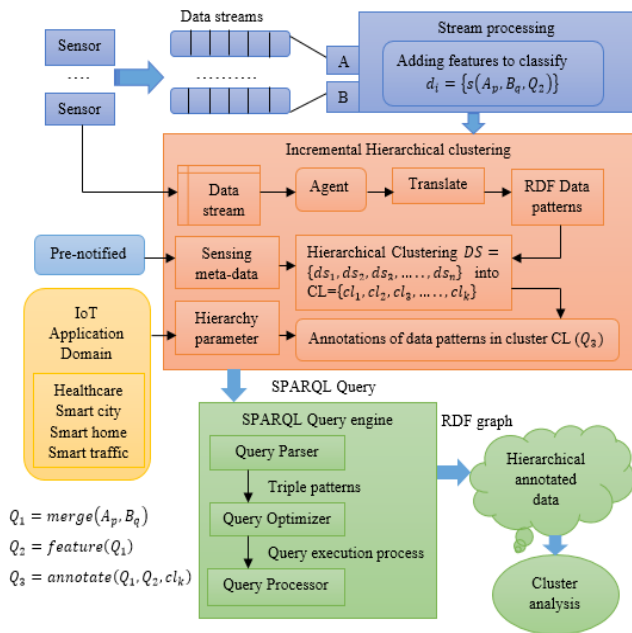 Data streams
Sensor
....
Sensor
..........
A
B
Stream processing
Adding features to classify
$d_i = \{s(A_p, B_q, Q_2)\}$
Incremental Hierarchical clustering
Data
stream
Agent
Translate
RDF Data
patterns
Pre-notified
Sensing
meta-data
Hierarchical Clustering $DS =$
$\{ds_1, ds_2, ds_3, ....., ds_n\}$ into
CL=$\{cl_1, cl_2, cl_3, ....., cl_k\}$
IoT
Application
Domain
Healthcare
Smart city
Smart home
Smart traffic
Hierarchy
parameter
Annotations of data patterns in cluster CL $(Q_3)$
SPARQL Query
SPARQL Query engine
Query Parser
Triple patterns
Query Optimizer
Query execution process
Query Processor
RDF graph
Hierarchical
annotated
data
Cluster
analysis
$Q_1 = merge(A_p, B_q)$
$Q_2 = feature(Q_1)$
$Q_3 = annotate(Q_1, Q_2, cl_k)$